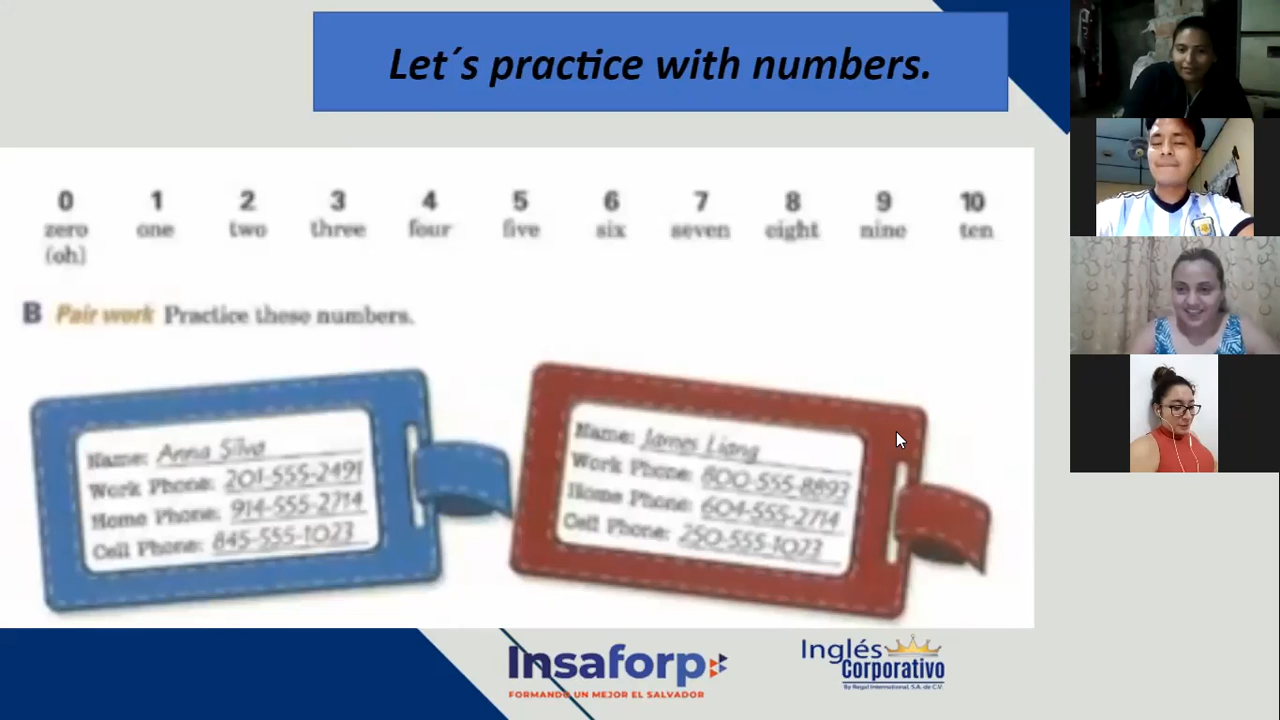 Let´s practice with numbers.
0 1 2 3 4 5 6 7 8 9 10
zero one two three four five six seven eight nine ten
(oh)
B Pair work Practice these numbers.
Name: Anna Silva
Work Phone: 201-555-2491
Home Phone: 914-555-2714
Cell Phone: 845-555-1023
Name: James Liang
Work Phone: 800-555-8893
Home Phone: 604-555-2714
Cell Phone: 250-555-1023
Insaforp
FORMANDO UN MEJOR EL SALVADOR
Inglés
Corporativo
By Regal International, S.A. de C.V.